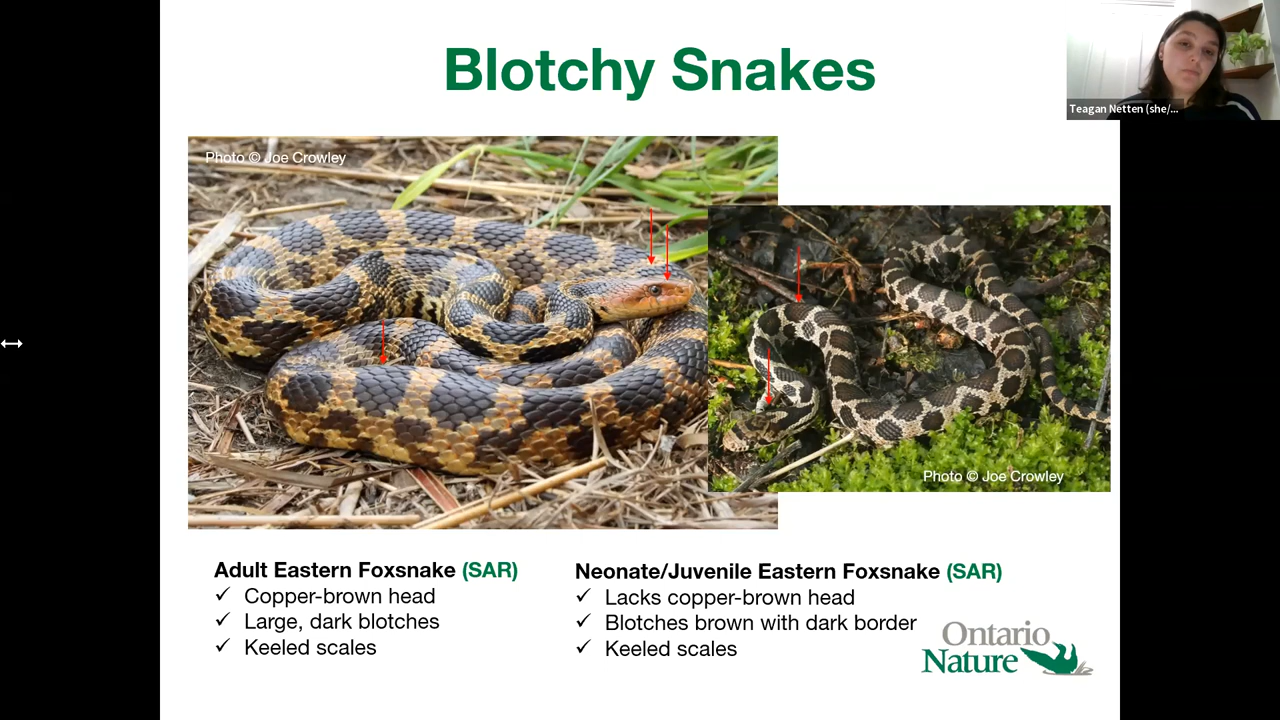 Blotchy Snakes
Teagan Netten (she/...
Photo © Joe Crowley
Photo © Joe Crowley
Adult Eastern Foxsnake (SAR)
✓ Copper-brown head
✓ Large, dark blotches
✓ Keeled scales
Neonate/Juvenile Eastern Foxsnake (SAR)
✓ Lacks copper-brown head
✓ Blotches brown with dark border
✓ Keeled scales
Ontario
Nature